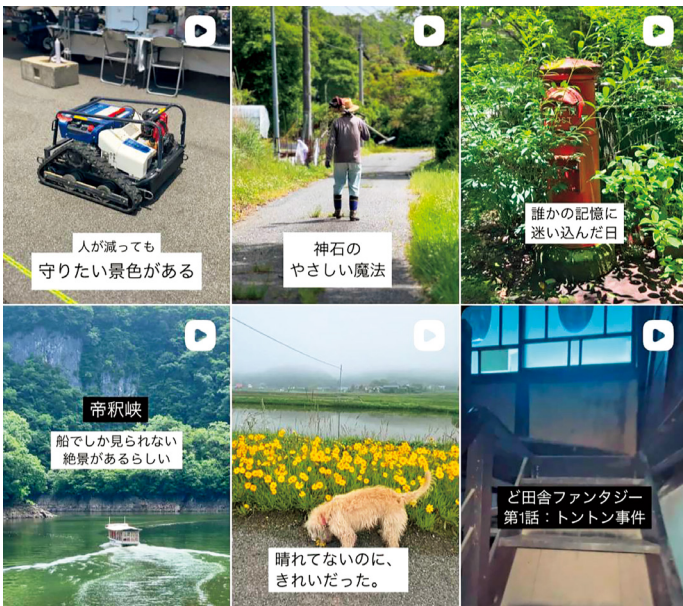 人が減っても
守りたい景色がある
神石の
やさしい魔法
誰かの記憶に
迷い込んだ日
帝釈峡
船でしか見られない
絶景があるらしい
晴れてないのに、
きれいだった。
ど田舎ファンタジー
第1話：トントン事件